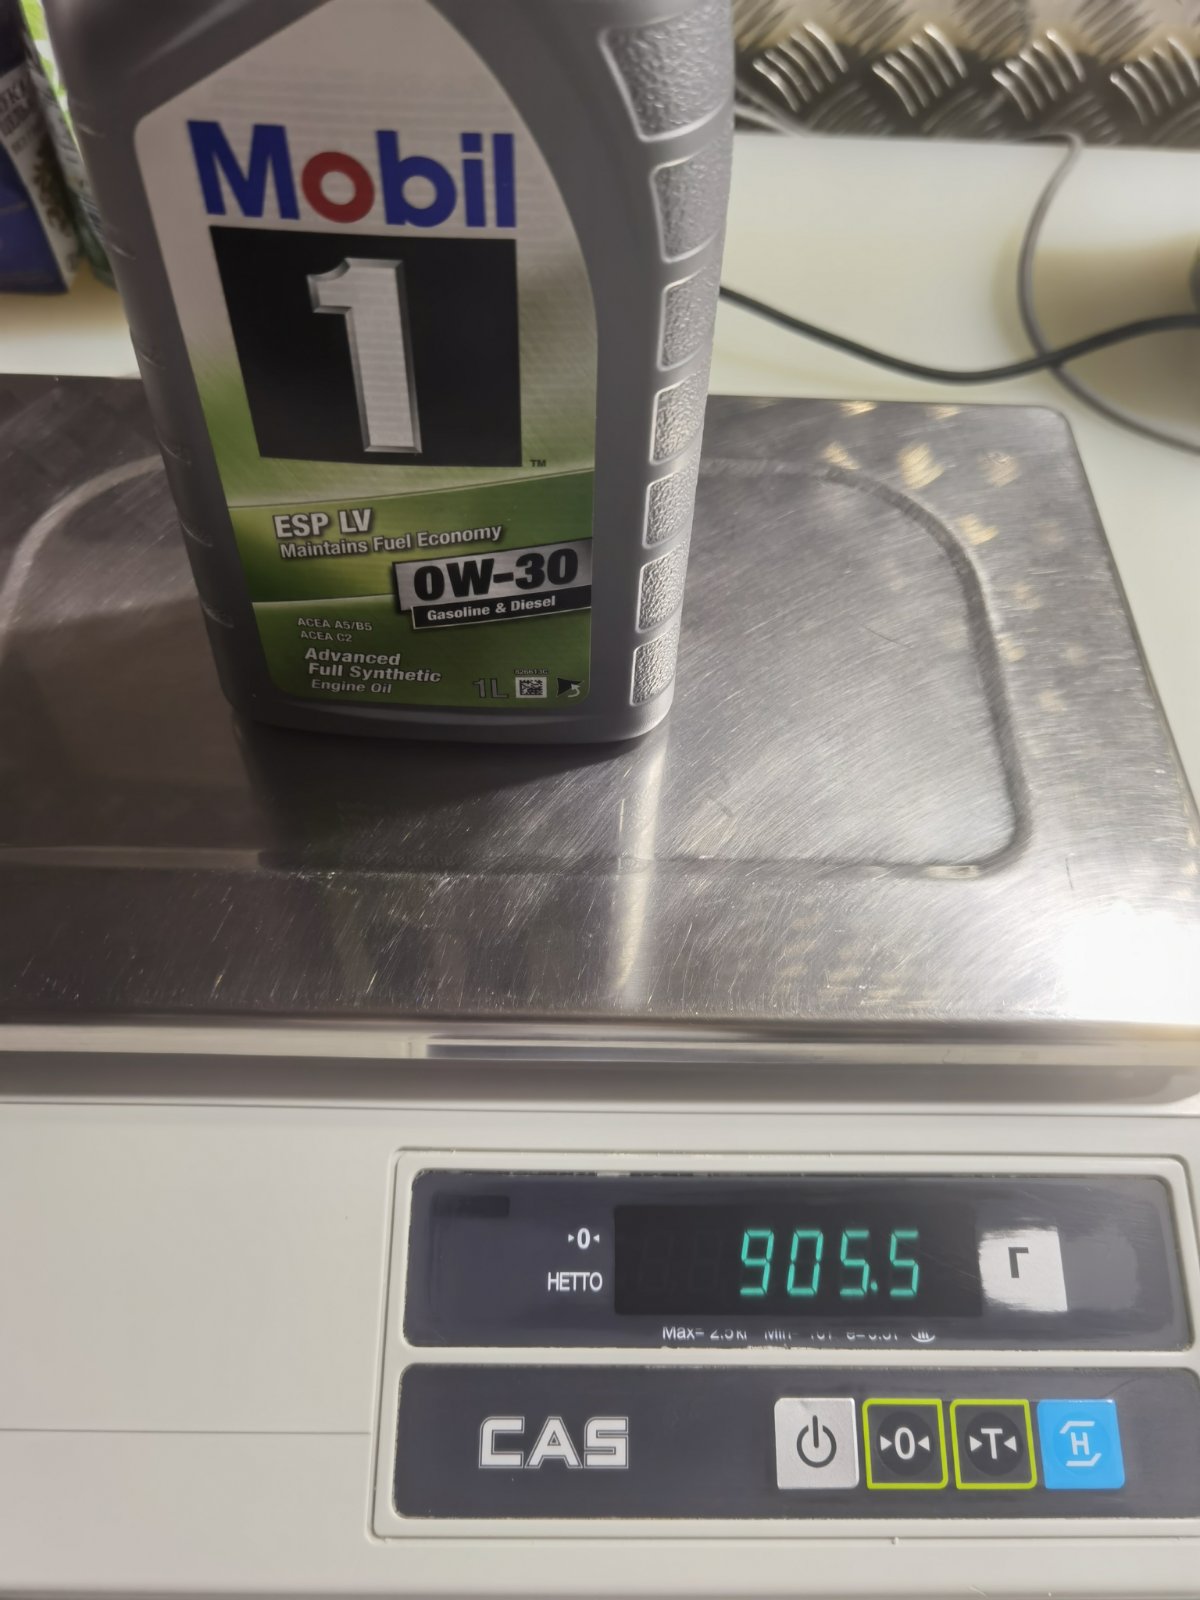 Mobil
1
TM
ESP LV
Maintains Fuel Economy
0W-30
Gasoline & Diesel
ACEA A5/B5
ACEA C2
Advanced
Full Synthetic
Engine Oil
1L
0
НЕТТО
905.5
Г
CAS
0
T
H